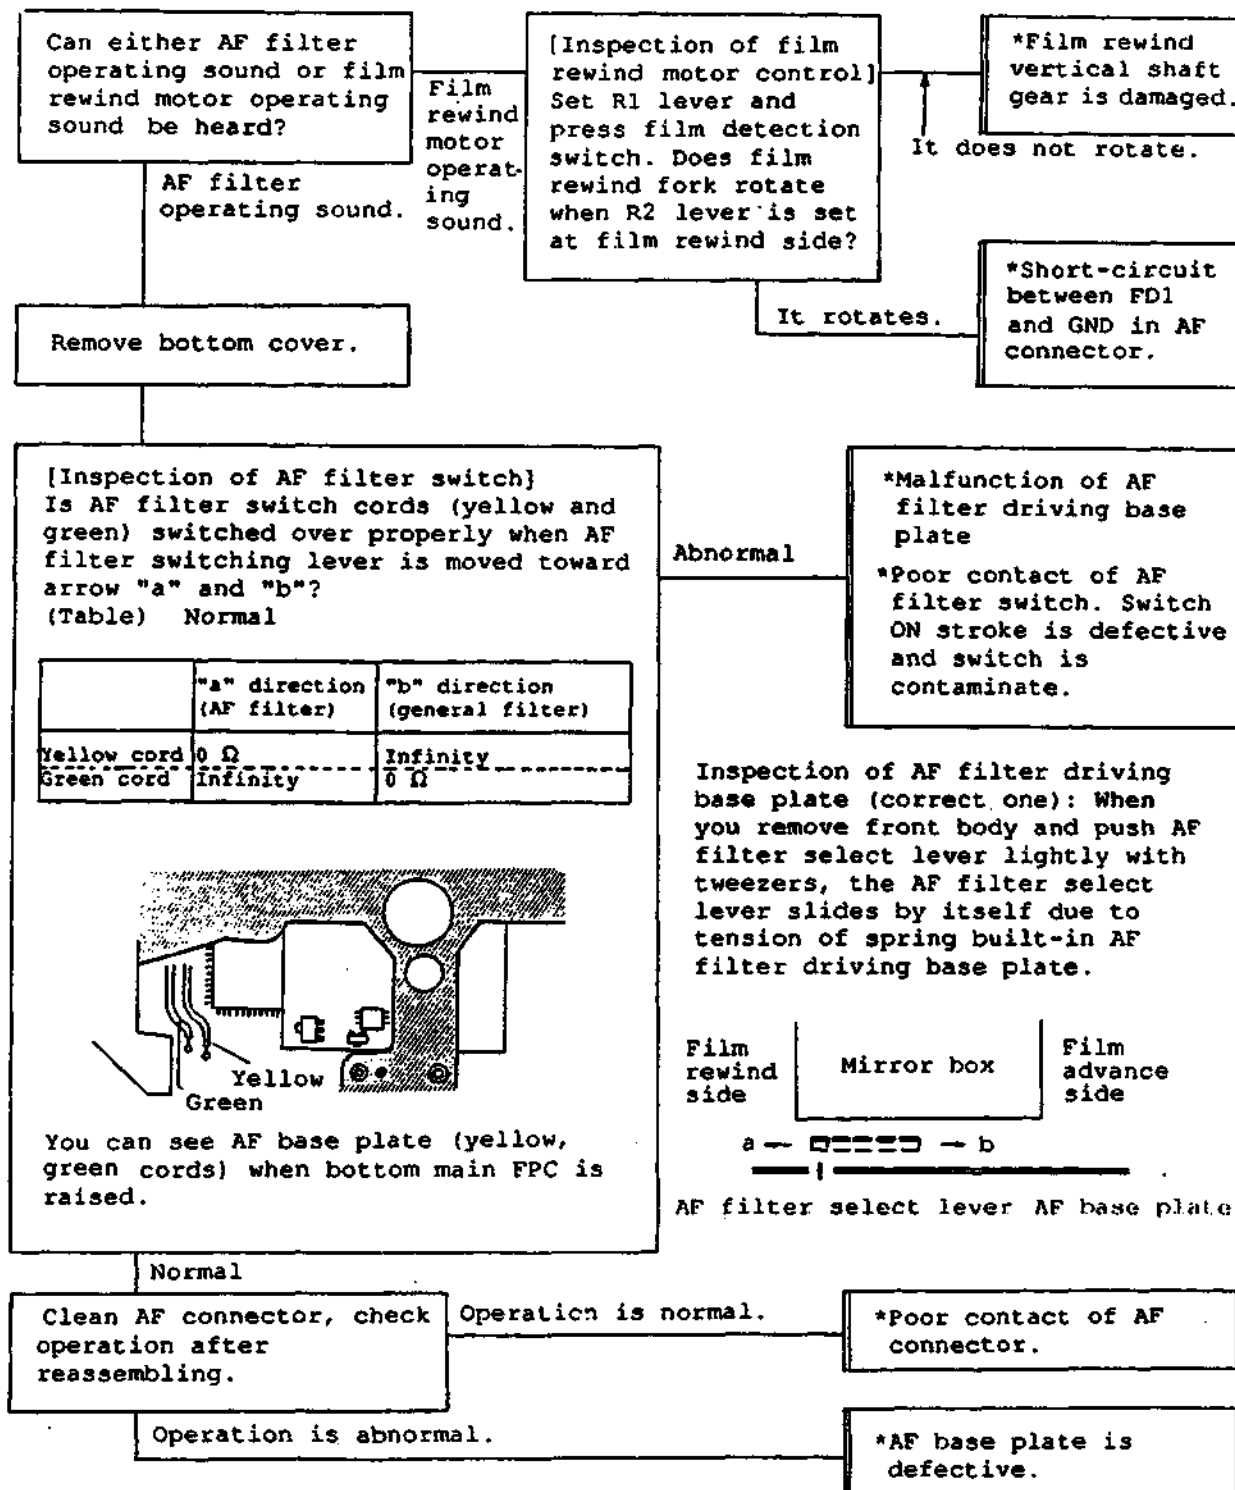 Can either AF filter
operating sound or film
rewind motor operating
sound be heard?
Film
rewind
motor
operat-
ing
sound.
[Inspection of film
rewind motor control]
Set R1 lever and
press film detection
switch. Does film
rewind fork rotate
when R2 lever is set
at film rewind side?
*Film rewind
vertical shaft
gear is damaged.
It does not rotate.
AF filter
operating sound.
*Short-circuit
between FD1
and GND in AF
connector.
It rotates.
Remove bottom cover.
[Inspection of AF filter switch]
Is AF filter switch cords (yellow and
green) switched over properly when AF
filter switching lever is moved toward
arrow "a" and "b"?
(Table) Normal
"a" direction
(AF filter)
"b" direction
(general filter)
Yellow cord 0 Ω Infinity
Green cord Infinity 0 Ω
Yellow
Green
You can see AF base plate (yellow,
green cords) when bottom main FPC is
raised.
Abnormal
*Malfunction of AF
filter driving base
plate
*Poor contact of AF
filter switch. Switch
ON stroke is defective
and switch is
contaminate.
Inspection of AF filter driving
base plate (correct one): When
you remove front body and push AF
filter select lever lightly with
tweezers, the AF filter select
lever slides by itself due to
tension of spring built-in AF
filter driving base plate.
Film
rewind
side
Mirror box
Film
advance
side
a
b
AF filter select lever AF base plate
Normal
Clean AF connector, check
operation after
reassembling.
Operation is normal.
*Poor contact of AF
connector.
Operation is abnormal.
*AF base plate is
defective.